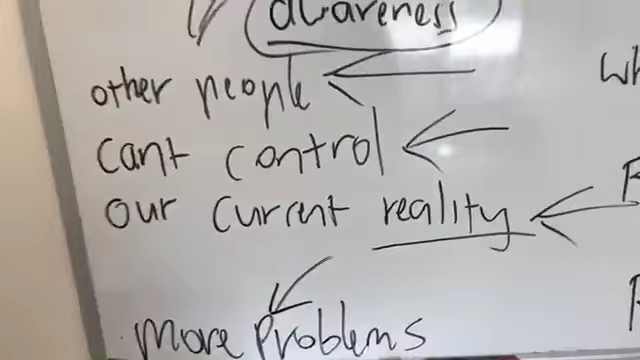 awareness
other people
cant control
our current reality
more problems